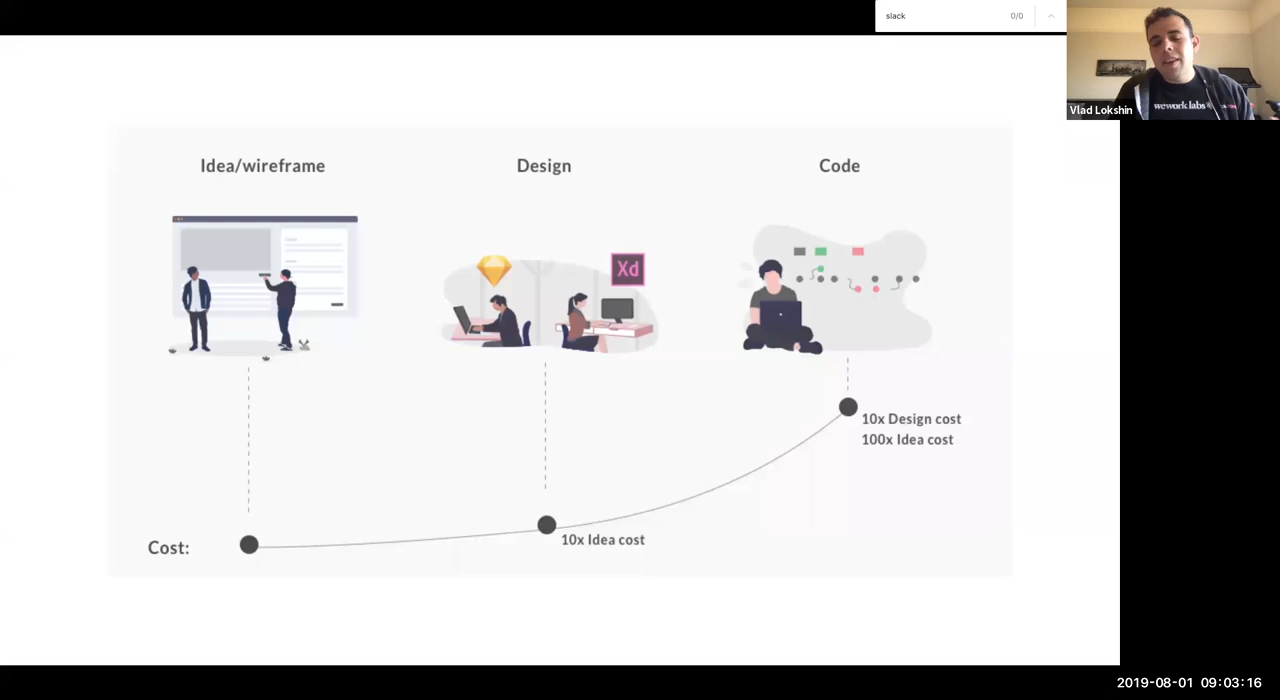 slack
0/0
Vlad Lokshin
wework labs
Idea/wireframe
Design
Code
Xd
10x Design cost
100x Idea cost
10x Idea cost
Cost:
2019-08-01 09:03:16